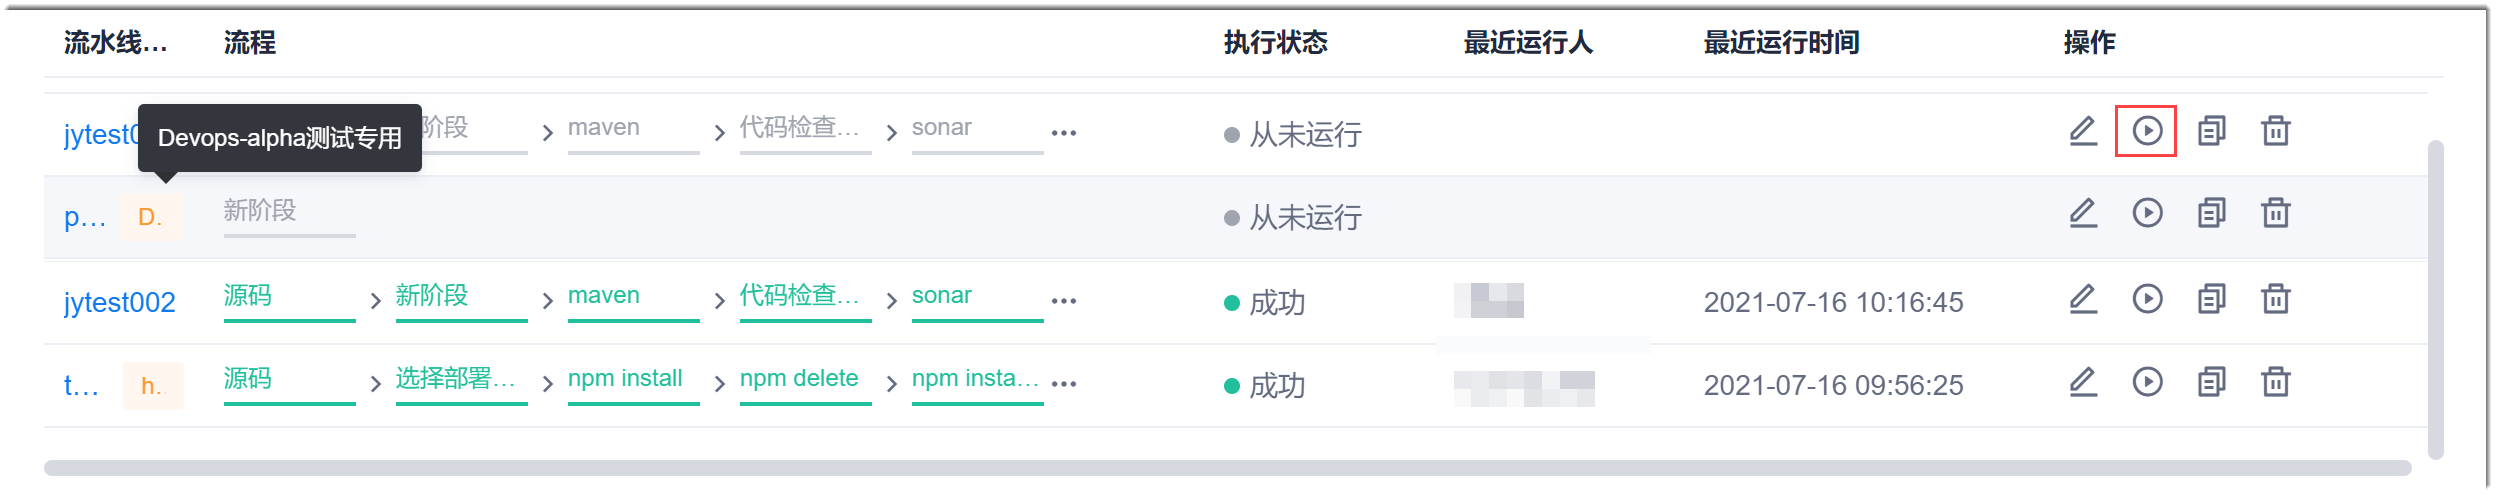 流水线... 流程 执行状态 最近运行人 最近运行时间 操作
jytest0 阶段 maven 代码检查... sonar ··· 从未运行
Devops-alpha测试专用
p... D. 新阶段 从未运行
jytest002 源码 新阶段 maven 代码检查... sonar ··· 成功 2021-07-16 10:16:45
t... h.. 源码 选择部署... npm install npm delete npm insta... ··· 成功 2021-07-16 09:56:25